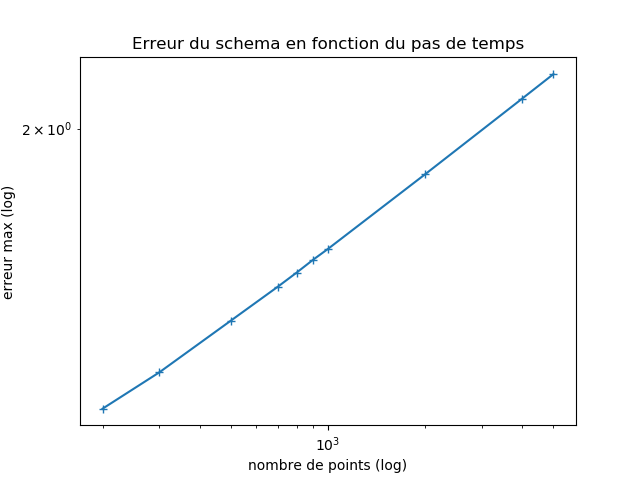 Erreur du schema en fonction du pas de temps
2 × 10⁰
erreur max (log)
10³
nombre de points (log)